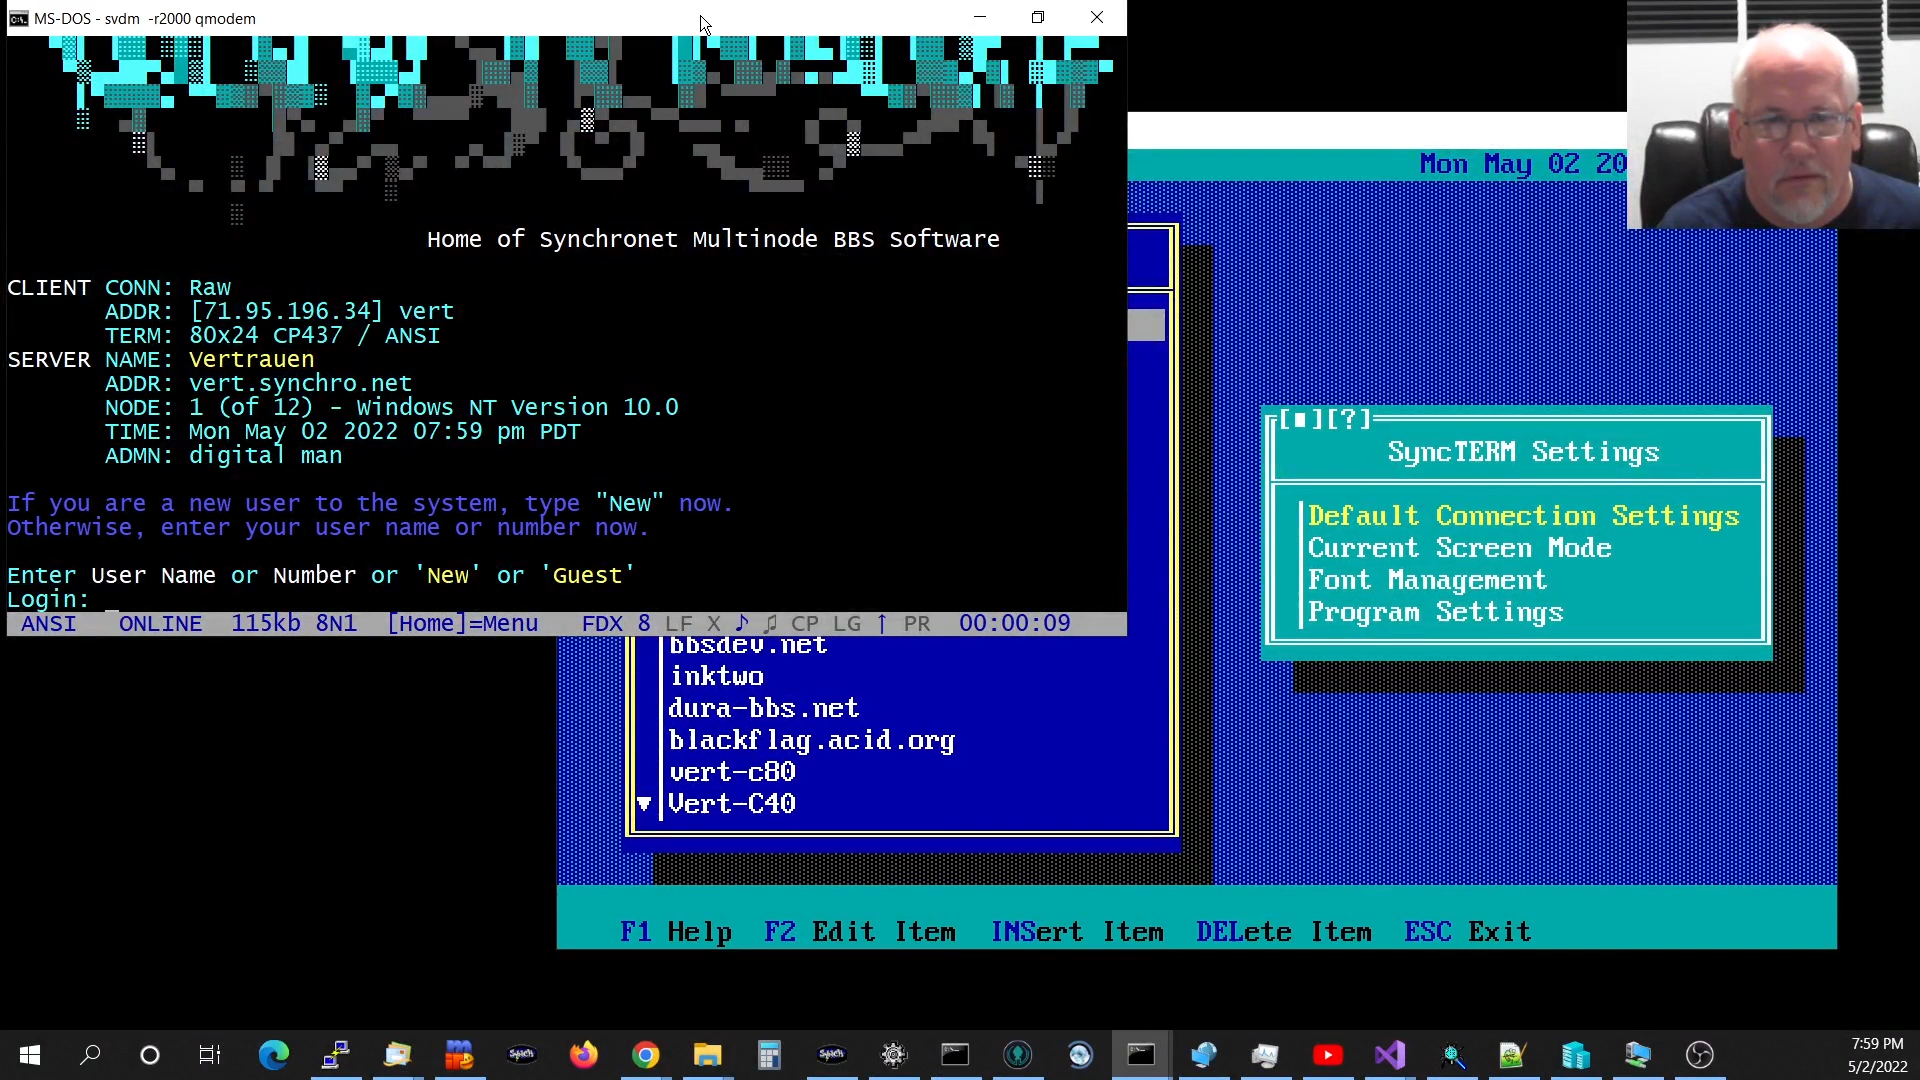 MS-DOS - svdm -r2000 qmodem
Home of Synchronet Multinode BBS Software
CLIENT CONN: Raw
ADDR: [71.95.196.34] vert
TERM: 80x24 CP437 / ANSI
SERVER NAME: Vertrauen
ADDR: vert.synchro.net
NODE: 1 (of 12) - Windows NT Version 10.0
TIME: Mon May 02 2022 07:59 pm PDT
ADMN: digital man
If you are a new user to the system, type "New" now.
Otherwise, enter your user name or number now.
Enter User Name or Number or 'New' or 'Guest'
Login: _
ANSI ONLINE 115kb 8N1 [Home]=Menu FDX 8 LF X ♪ ♫ CP LG ↑ PR 00:00:09
Mon May 02 20
[■][?]
SyncTERM Settings
Default Connection Settings
Current Screen Mode
Font Management
Program Settings
bbsdev.net
inktwo
dura-bbs.net
blackflag.acid.org
vert-c80
Vert-C40
F1 Help F2 Edit Item INSert Item DELete Item ESC Exit
7:59 PM
5/2/2022